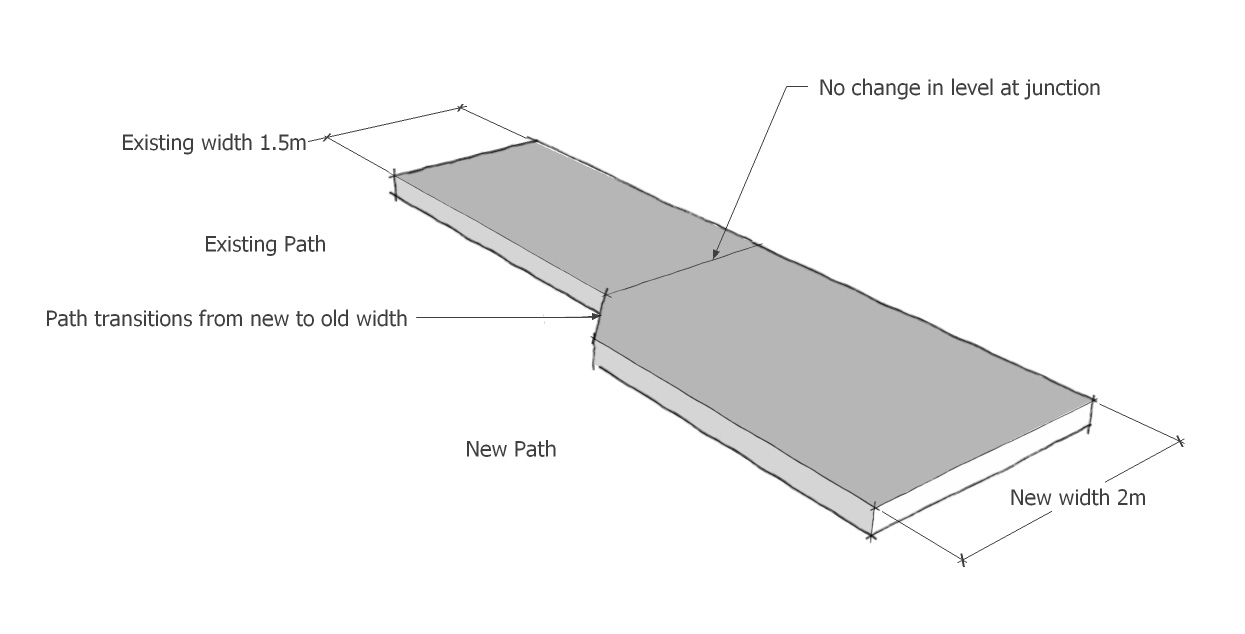 No change in level at junction
Existing width 1.5m
Existing Path
Path transitions from new to old width
New Path
New width 2m